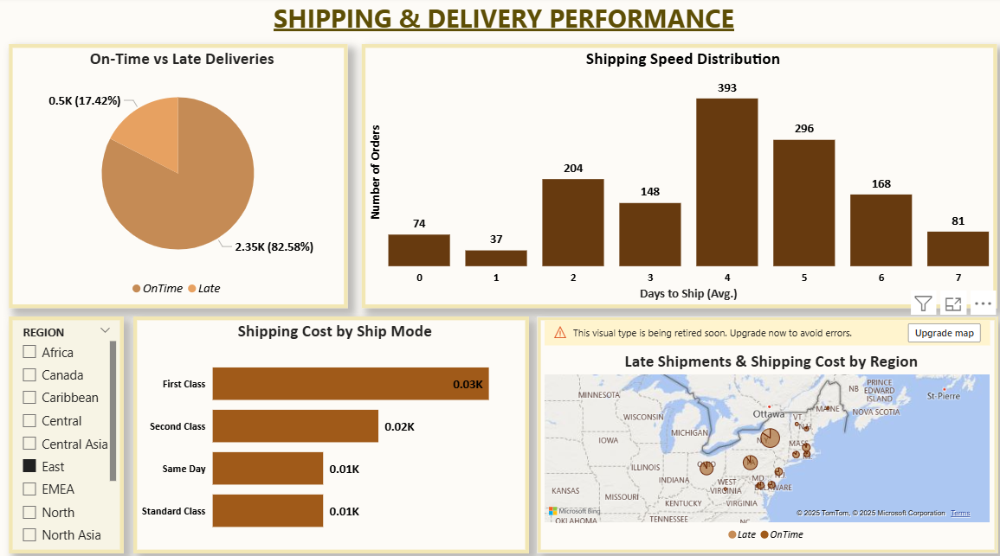 SHIPPING & DELIVERY PERFORMANCE
On-Time vs Late Deliveries
0.5K (17.42%)
2.35K (82.58%)
OnTime Late
Shipping Speed Distribution
Number of Orders
74
37
204
148
393
296
168
81
0 1 2 3 4 5 6 7
Days to Ship (Avg.)
REGION
Africa
Canada
Caribbean
Central
Central Asia
East
EMEA
North
North Asia
Shipping Cost by Ship Mode
First Class 0.03K
Second Class 0.02K
Same Day 0.01K
Standard Class 0.01K
This visual type is being retired soon. Upgrade now to avoid errors.
Upgrade map
Late Shipments & Shipping Cost by Region
MINNESOTA
WISCONSIN
MICHIGAN
IOWA
ILLINOIS
INDIANA
KANSAS
MISSOURI
KENTUCKY
WEST
VIRGINIA
VIRGINIA
OKLAHOMA
TENNESSEE
NC
Ottawa
VT
MAINE
NB
PRINCE
EDWARD
ISLAND
NOVA SCOTIA
St-Pierre
MASS
MD
DELAWARE
Microsoft Bing
© 2025 TomTom, © 2025 Microsoft Corporation Terms
Late OnTime